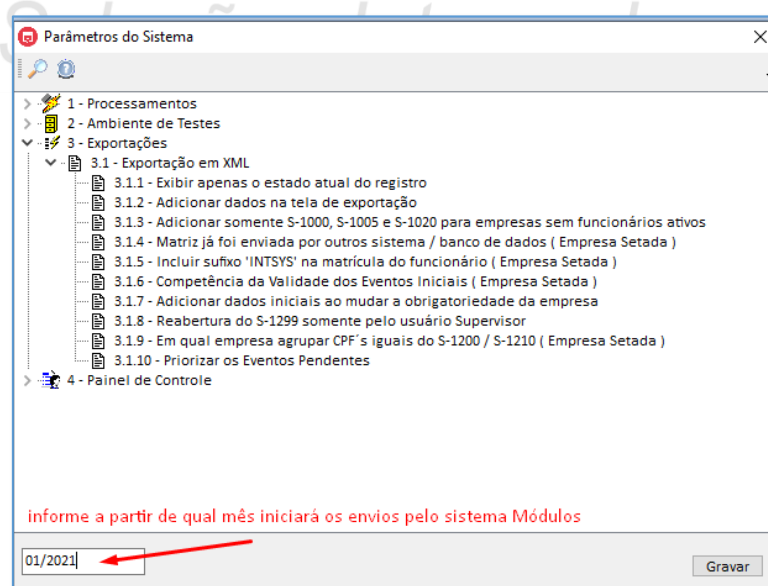 Parâmetros do Sistema
1 - Processamentos
2 - Ambiente de Testes
3 - Exportações
3.1 - Exportação em XML
3.1.1 - Exibir apenas o estado atual do registro
3.1.2 - Adicionar dados na tela de exportação
3.1.3 - Adicionar somente S-1000, S-1005 e S-1020 para empresas sem funcionários ativos
3.1.4 - Matriz já foi enviada por outros sistema / banco de dados ( Empresa Setada )
3.1.5 - Incluir sufixo 'INTSYS' na matrícula do funcionário ( Empresa Setada )
3.1.6 - Competência da Validade dos Eventos Iniciais ( Empresa Setada )
3.1.7 - Adicionar dados iniciais ao mudar a obrigatoriedade da empresa
3.1.8 - Reabertura do S-1299 somente pelo usuário Supervisor
3.1.9 - Em qual empresa agrupar CPF´s iguais do S-1200 / S-1210 ( Empresa Setada )
3.1.10 - Priorizar os Eventos Pendentes
4 - Painel de Controle
informe a partir de qual mês iniciará os envios pelo sistema Módulos
01/2021
Gravar